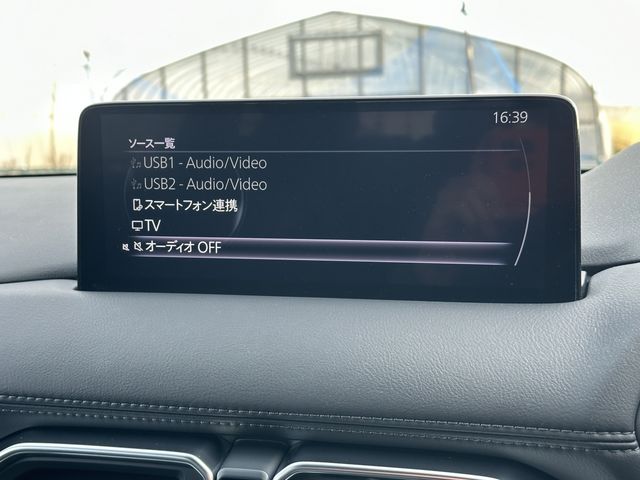 16:39
ソース一覧
USB1 - Audio/Video
USB2 - Audio/Video
スマートフォン連携
TV
オーディオ OFF